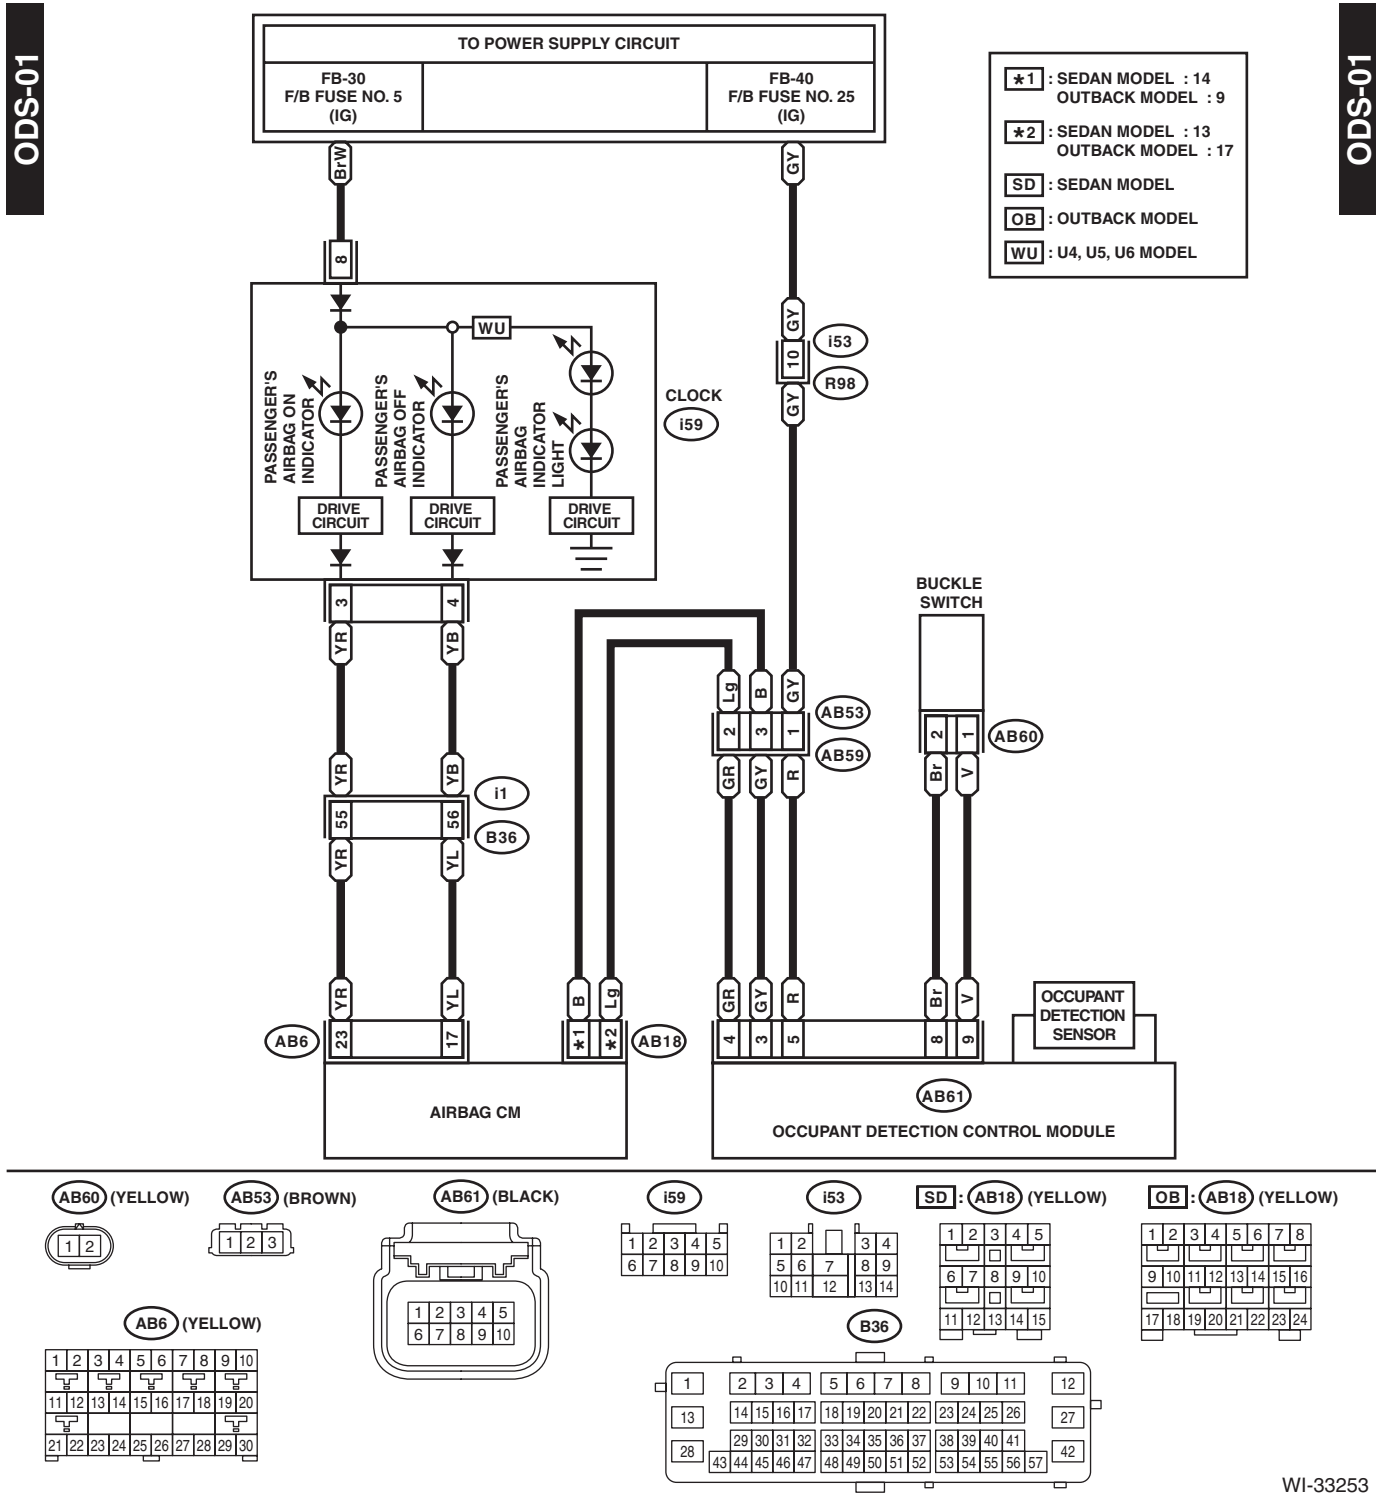 ODS-01
ODS-01
TO POWER SUPPLY CIRCUIT
FB-30
F/B FUSE NO. 5
(IG)
FB-40
F/B FUSE NO. 25
(IG)
*1 : SEDAN MODEL : 14
OUTBACK MODEL : 9
*2 : SEDAN MODEL : 13
OUTBACK MODEL : 17
SD : SEDAN MODEL
OB : OUTBACK MODEL
WU : U4, U5, U6 MODEL
BrW
GY
8
WU
PASSENGER'S
AIRBAG ON
INDICATOR
PASSENGER'S
AIRBAG OFF
INDICATOR
PASSENGER'S
AIRBAG
INDICATOR
LIGHT
DRIVE
CIRCUIT
DRIVE
CIRCUIT
DRIVE
CIRCUIT
CLOCK
i59
GY
10
i53
R98
GY
3 4
YR YB
BUCKLE
SWITCH
Lg B GY
2 3 1
AB53
AB59
GR GY R
2 1
AB60
Br V
YR YB
i1
55 56
B36
YR YL
YR YL
AB6
23 17
B Lg
*1 *2
AB18
GR GY R Br V
4 3 5 8 9
OCCUPANT
DETECTION
SENSOR
AIRBAG CM
AB61
OCCUPANT DETECTION CONTROL MODULE
AB60 (YELLOW)
1 2
AB53 (BROWN)
1 2 3
AB61 (BLACK)
1 2 3 4 5
6 7 8 9 10
i59
1 2 3 4 5
6 7 8 9 10
i53
1 2 3 4
5 6 7 8 9
10 11 12 13 14
SD : AB18 (YELLOW)
1 2 3 4 5
6 7 8 9 10
11 12 13 14 15
OB : AB18 (YELLOW)
1 2 3 4 5 6 7 8
9 10 11 12 13 14 15 16
17 18 19 20 21 22 23 24
AB6 (YELLOW)
1 2 3 4 5 6 7 8 9 10
11 12 13 14 15 16 17 18 19 20
21 22 23 24 25 26 27 28 29 30
B36
1 2 3 4 5 6 7 8 9 10 11 12
13 14 15 16 17 18 19 20 21 22 23 24 25 26 27
28 29 30 31 32 33 34 35 36 37 38 39 40 41 42
43 44 45 46 47 48 49 50 51 52 53 54 55 56 57
WI-33253